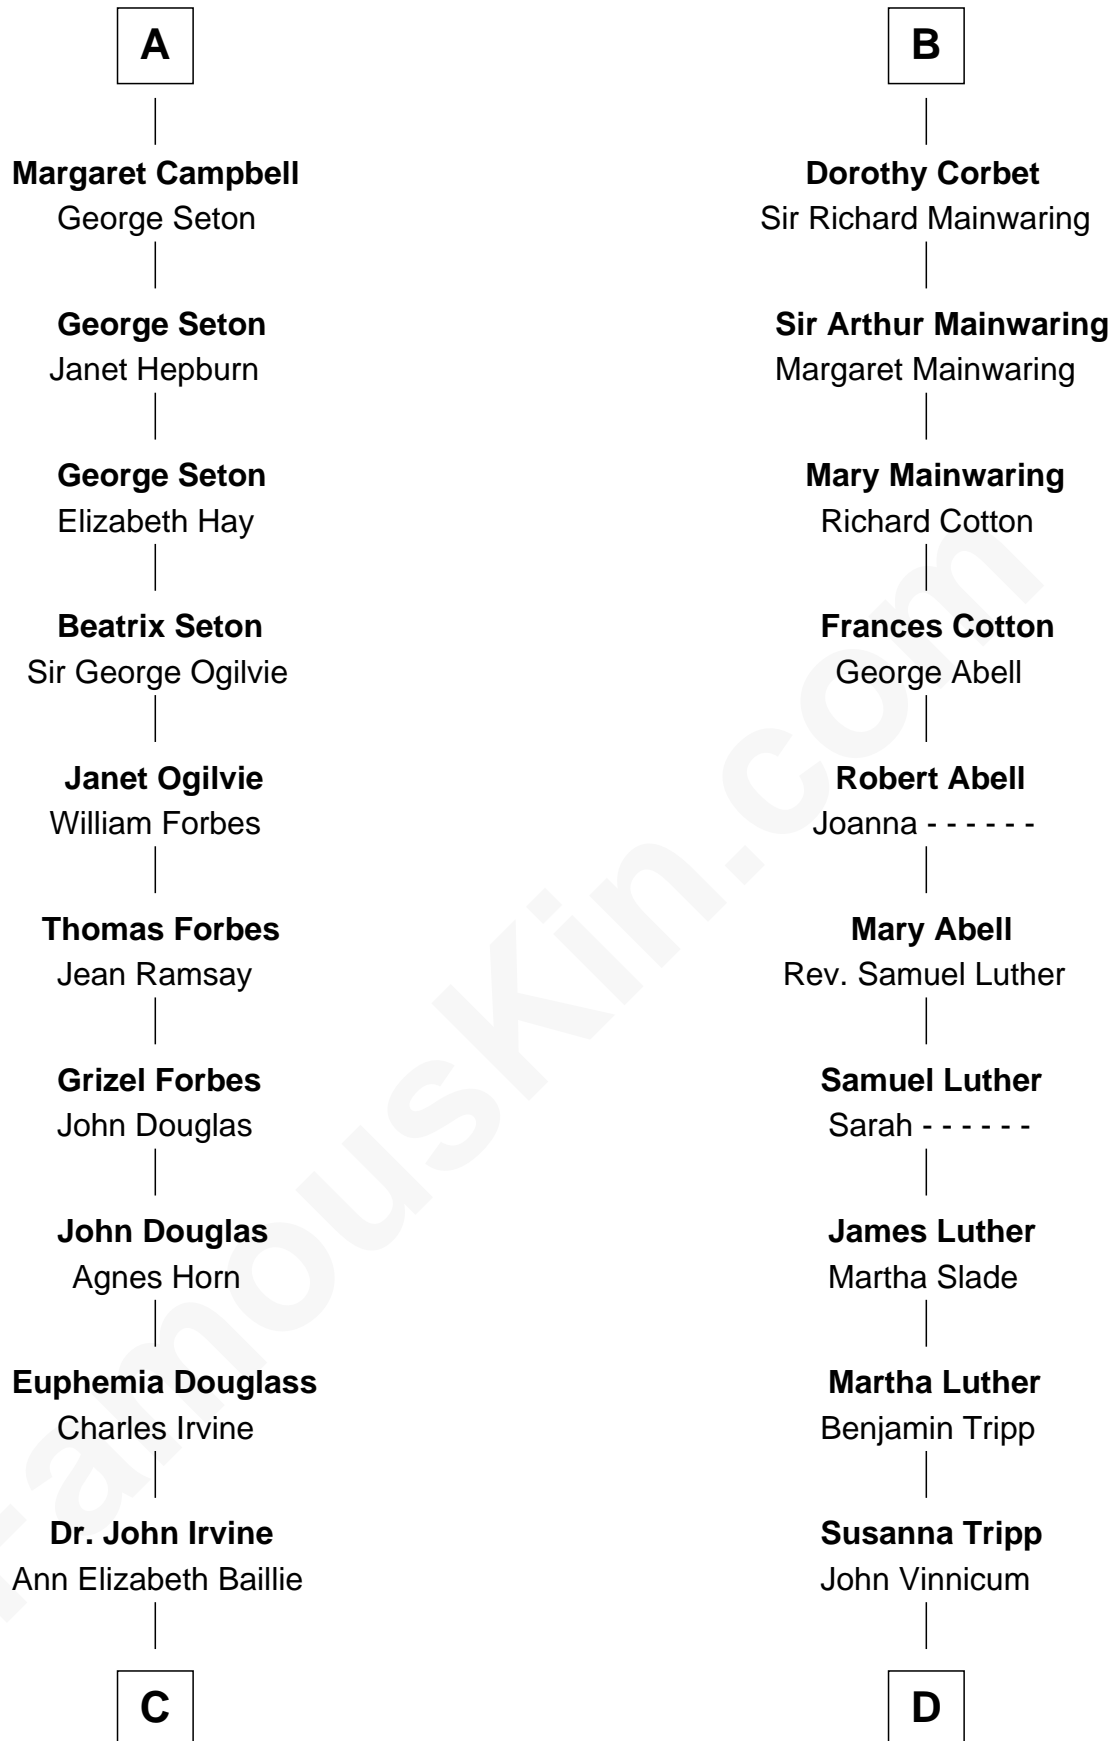 A
Margaret Campbell
George Seton
George Seton
Janet Hepburn
George Seton
Elizabeth Hay
Beatrix Seton
Sir George Ogilvie
Janet Ogilvie
William Forbes
Thomas Forbes
Jean Ramsay
Grizel Forbes
John Douglas
John Douglas
Agnes Horn
Euphemia Douglass
Charles Irvine
Dr. John Irvine
Ann Elizabeth Baillie
C
B
Dorothy Corbet
Sir Richard Mainwaring
Sir Arthur Mainwaring
Margaret Mainwaring
Mary Mainwaring
Richard Cotton
Frances Cotton
George Abell
Robert Abell
Joanna - - - - - -
Mary Abell
Rev. Samuel Luther
Samuel Luther
Sarah - - - - - -
James Luther
Martha Slade
Martha Luther
Benjamin Tripp
Susanna Tripp
John Vinnicum
D
FamousKin.com